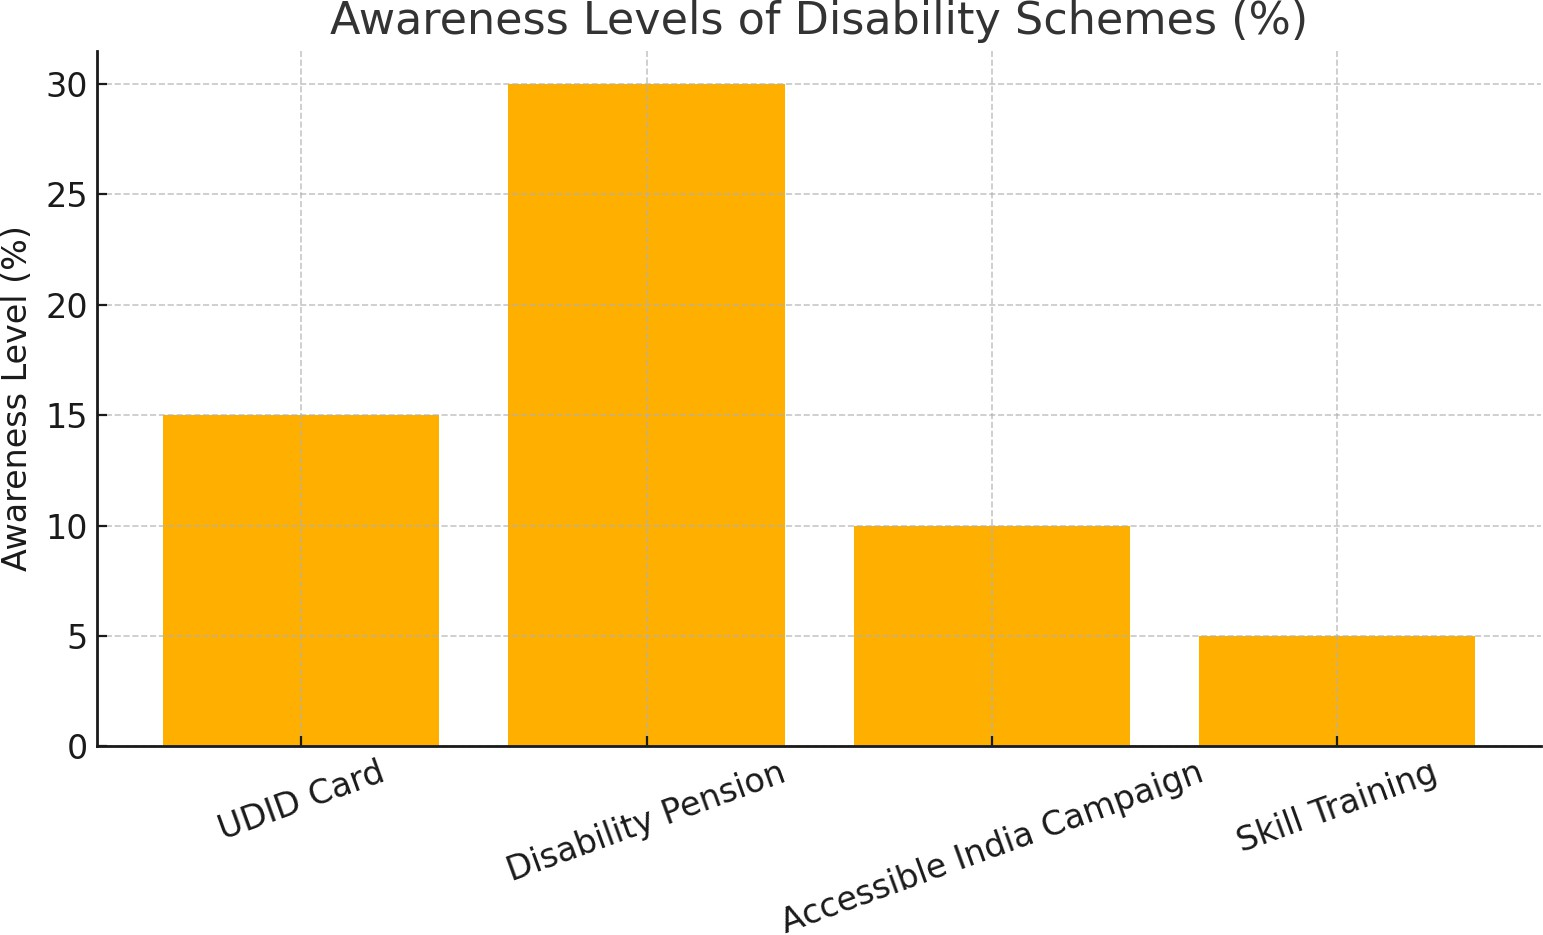 Awareness Levels of Disability Schemes (%)
Awareness Level (%)
30
25
20
15
10
5
0
UDID Card
Disability Pension
Accessible India Campaign
Skill Training